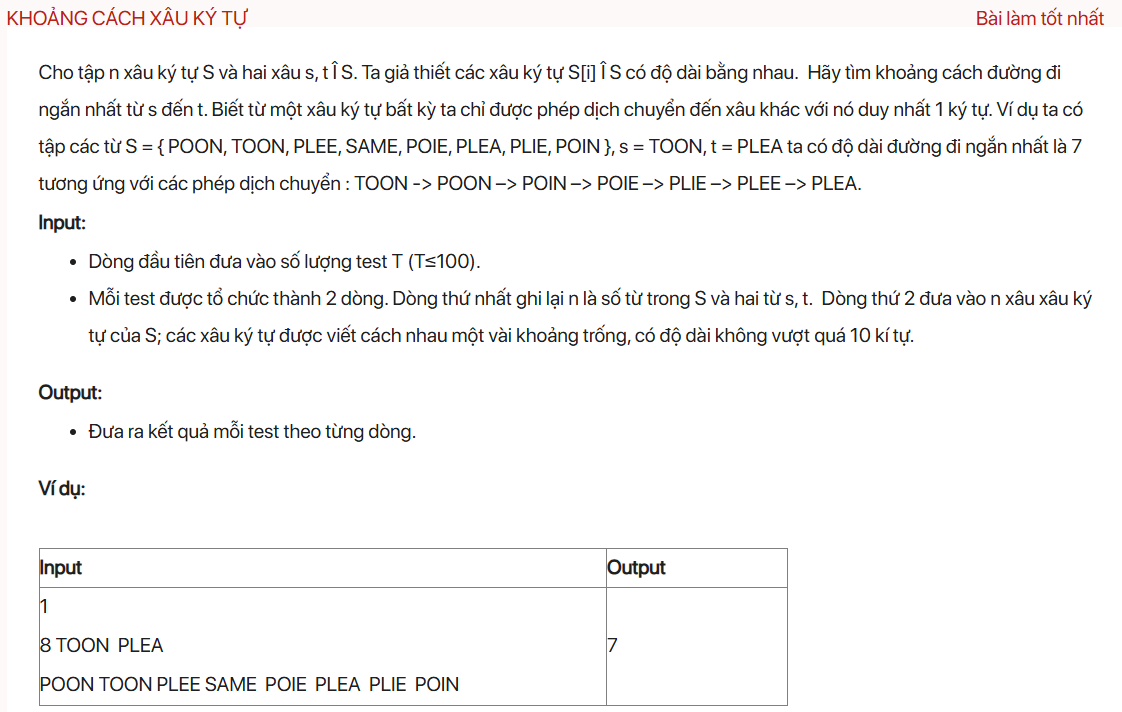 KHOẢNG CÁCH XÂU KÝ TỰ
Bài làm tốt nhất
Cho tập n xâu ký tự S và hai xâu s, t Î S. Ta giả thiết các xâu ký tự S[i] Î S có độ dài bằng nhau. Hãy tìm khoảng cách đường đi
ngắn nhất từ s đến t. Biết từ một xâu ký tự bất kỳ ta chỉ được phép dịch chuyển đến xâu khác với nó duy nhất 1 ký tự. Ví dụ ta có
tập các từ S = { POON, TOON, PLEE, SAME, POIE, PLEA, PLIE, POIN }, s = TOON, t = PLEA ta có độ dài đường đi ngắn nhất là 7
tương ứng với các phép dịch chuyển : TOON -> POON –> POIN –> POIE –> PLIE –> PLEE –> PLEA.
Input:
• Dòng đầu tiên đưa vào số lượng test T (T≤100).
• Mỗi test được tổ chức thành 2 dòng. Dòng thứ nhất ghi lại n là số từ trong S và hai từ s, t. Dòng thứ 2 đưa vào n xâu xâu ký
tự của S; các xâu ký tự được viết cách nhau một vài khoảng trống, có độ dài không vượt quá 10 kí tự.
Output:
• Đưa ra kết quả mỗi test theo từng dòng.
Ví dụ:
Input Output
1
8 TOON PLEA 7
POON TOON PLEE SAME POIE PLEA PLIE POIN